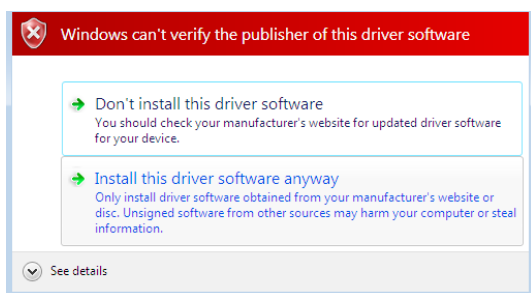 Windows can't verify the publisher of this driver software
Don't install this driver software
You should check your manufacturer's website for updated driver software
for your device.
Install this driver software anyway
Only install driver software obtained from your manufacturer's website or
disc. Unsigned software from other sources may harm your computer or steal
information.
See details